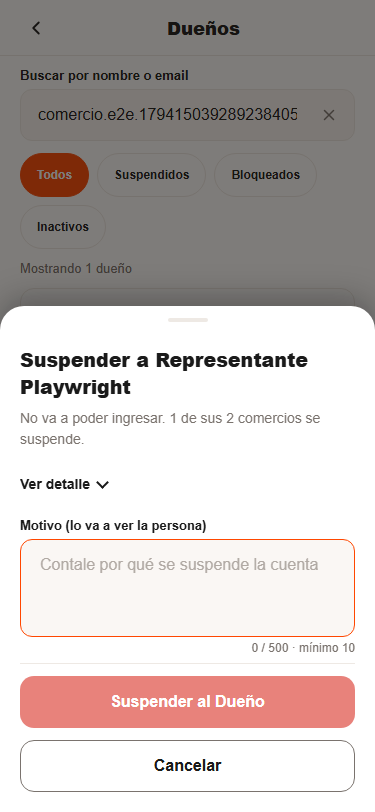 Dueños
Buscar por nombre o email
comercio.e2e.179415039289238405
Todos
Suspendidos
Bloqueados
Inactivos
Mostrando 1 dueño
Suspender a Representante
Playwright
No va a poder ingresar. 1 de sus 2 comercios se
suspende.
Ver detalle
Motivo (lo va a ver la persona)
Contale por qué se suspende la cuenta
0 / 500 · mínimo 10
Suspender al Dueño
Cancelar